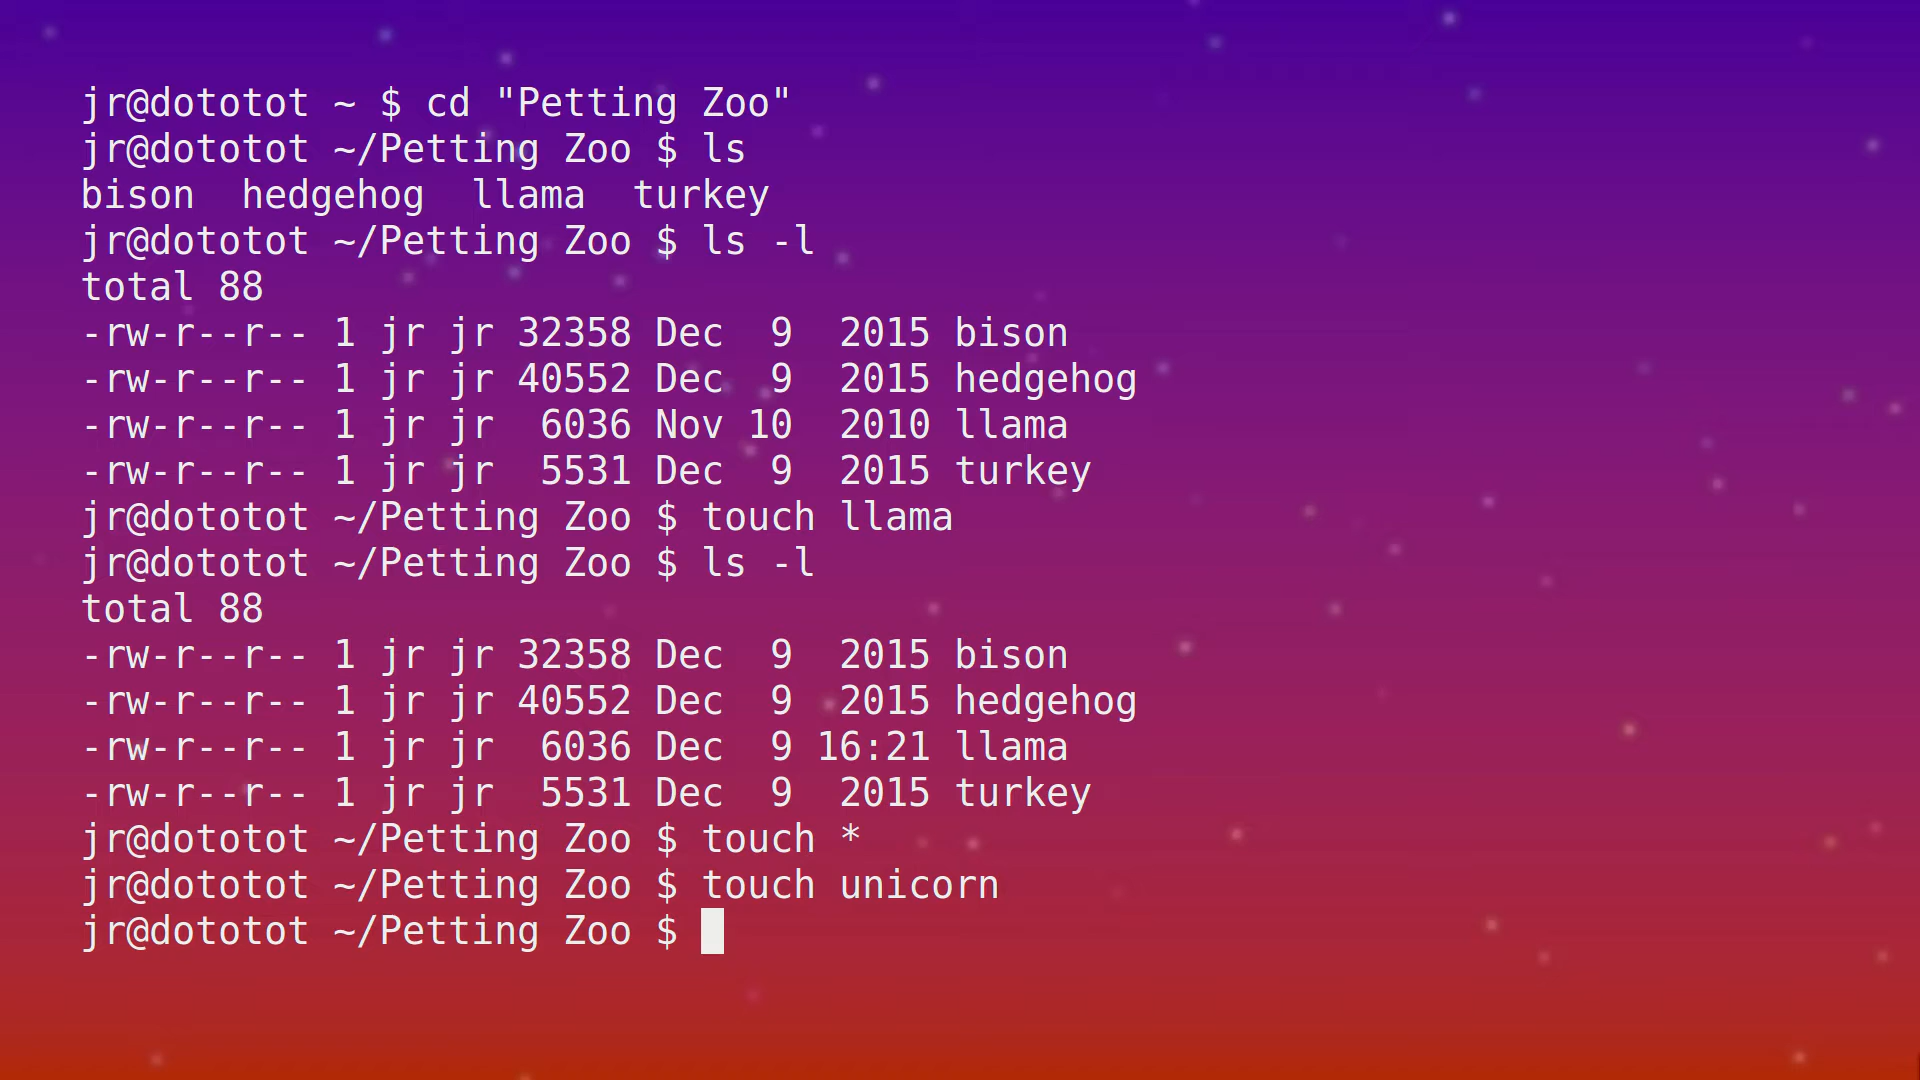 jr@dototot ~ $ cd "Petting Zoo"
jr@dototot ~/Petting Zoo $ ls
bison  hedgehog  llama  turkey
jr@dototot ~/Petting Zoo $ ls -l
total 88
-rw-r--r-- 1 jr jr 32358 Dec  9  2015 bison
-rw-r--r-- 1 jr jr 40552 Dec  9  2015 hedgehog
-rw-r--r-- 1 jr jr  6036 Nov 10  2010 llama
-rw-r--r-- 1 jr jr  5531 Dec  9  2015 turkey
jr@dototot ~/Petting Zoo $ touch llama
jr@dototot ~/Petting Zoo $ ls -l
total 88
-rw-r--r-- 1 jr jr 32358 Dec  9  2015 bison
-rw-r--r-- 1 jr jr 40552 Dec  9  2015 hedgehog
-rw-r--r-- 1 jr jr  6036 Dec  9 16:21 llama
-rw-r--r-- 1 jr jr  5531 Dec  9  2015 turkey
jr@dototot ~/Petting Zoo $ touch *
jr@dototot ~/Petting Zoo $ touch unicorn
jr@dototot ~/Petting Zoo $